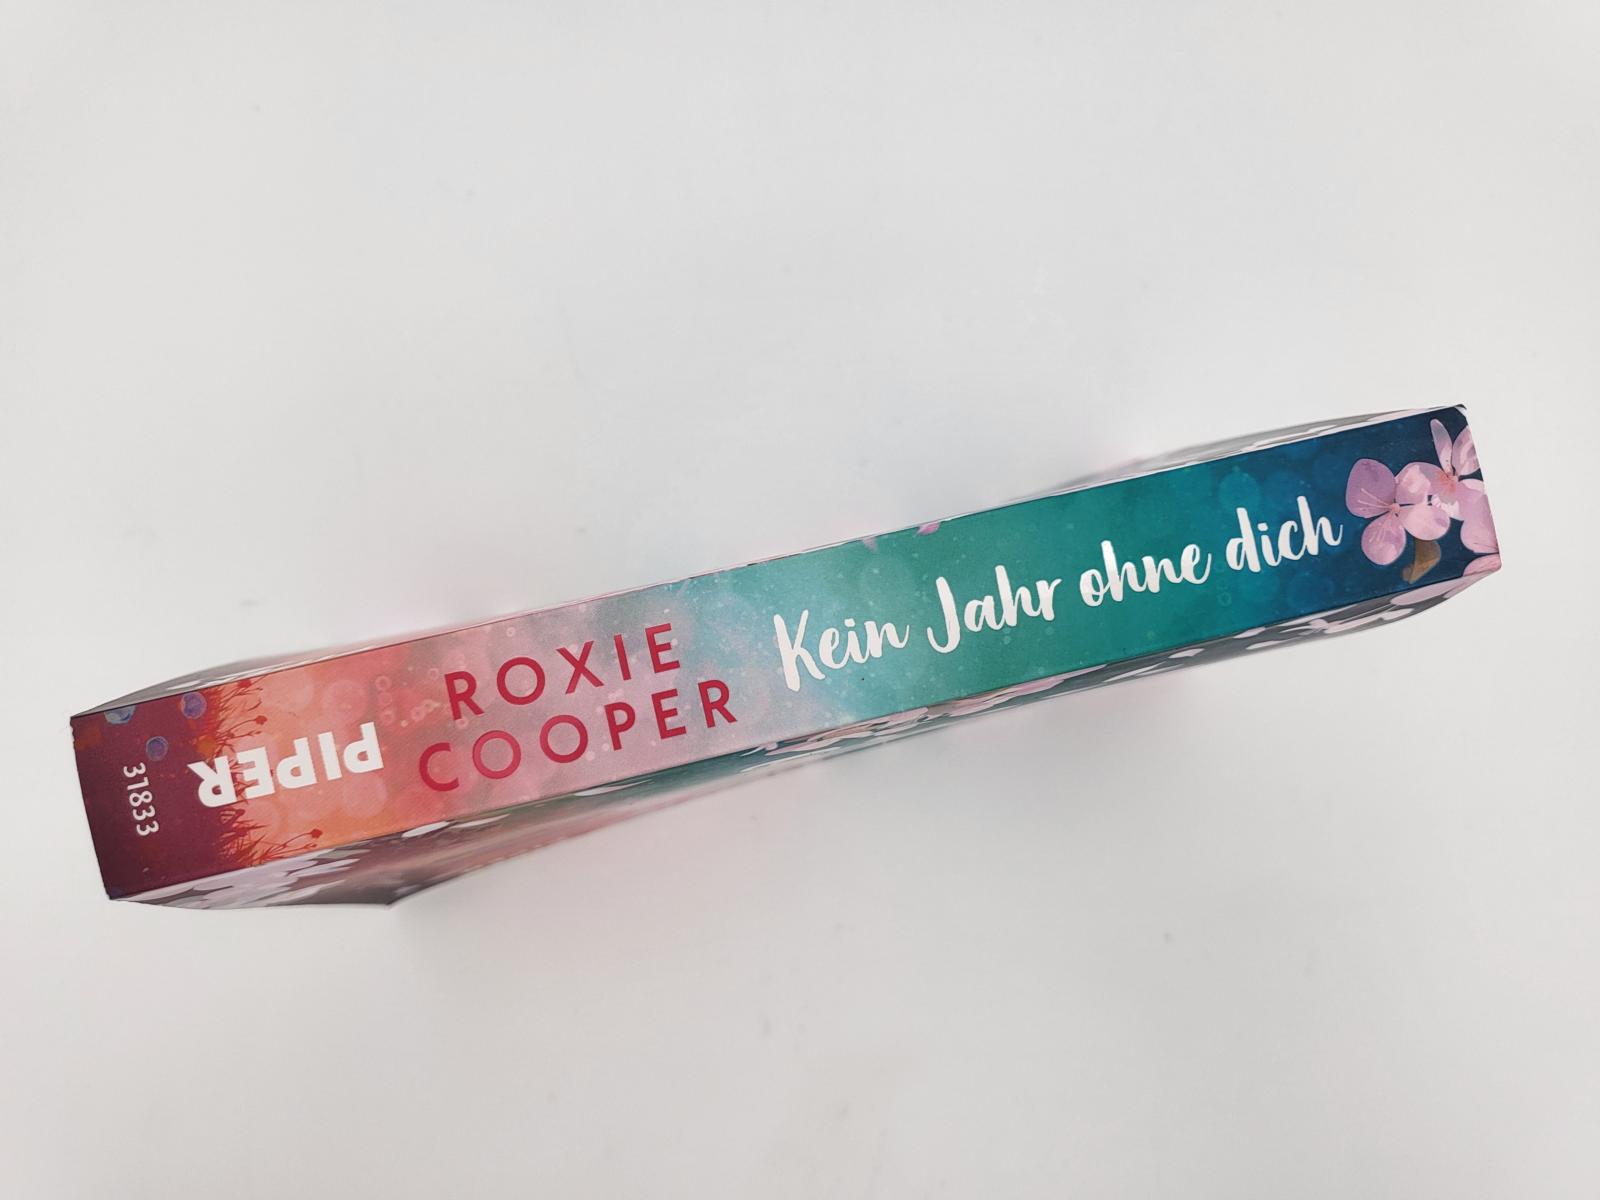 ROXIE
COOPER
Kein Jahr ohne dich
PIPER
31833